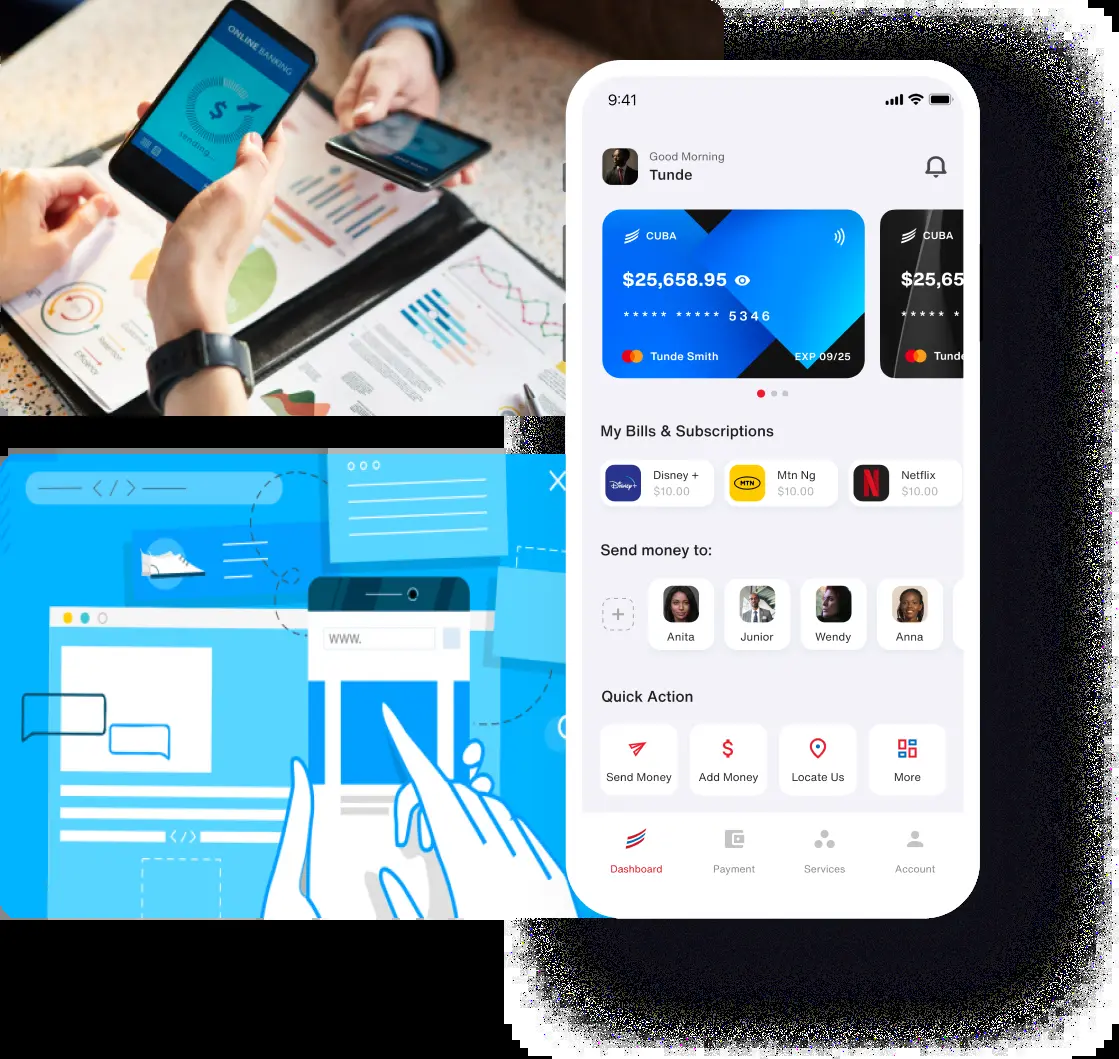 ONLINE BANKING
$
sending...
Efficiency
WWW.
</>
</>
9:41
Good Morning
Tunde
CUBA
$25,658.95
***** ***** 5346
Tunde Smith
EXP 09/25
CUBA
$25,65
***** *
Tunde
My Bills & Subscriptions
Disney+
Disney +
$10.00
MTN
Mtn Ng
$10.00
N
Netflix
$10.00
Send money to:
+
Anita
Junior
Wendy
Anna
Quick Action
$
Send Money
Add Money
Locate Us
More
Dashboard
Payment
Services
Account